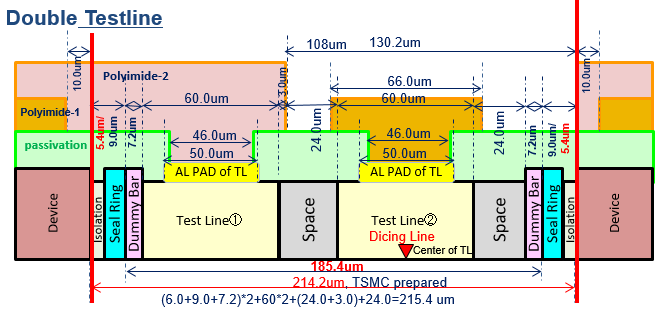 Double Testline
108um
130.2um
10.0um
Polyimide-2
3.0um
66.0um
10.0um
60.0um
60.0um
Polyimide-1
5.4um/
9.0um
7.2um
46.0um
24.0um
46.0um
24.0um
7.2um
9.0um/
5.4um
passivation
50.0um
50.0um
AL PAD of TL
AL PAD of TL
Device
Isolation
Seal Ring
Dummy Bar
Test Line①
Space
Test Line②
Dicing Line
Center of TL
Space
Dummy Bar
Seal Ring
Isolation
Device
185.4um
214.2um, TSMC prepared
(6.0+9.0+7.2)*2+60*2+(24.0+3.0)+24.0=215.4 um